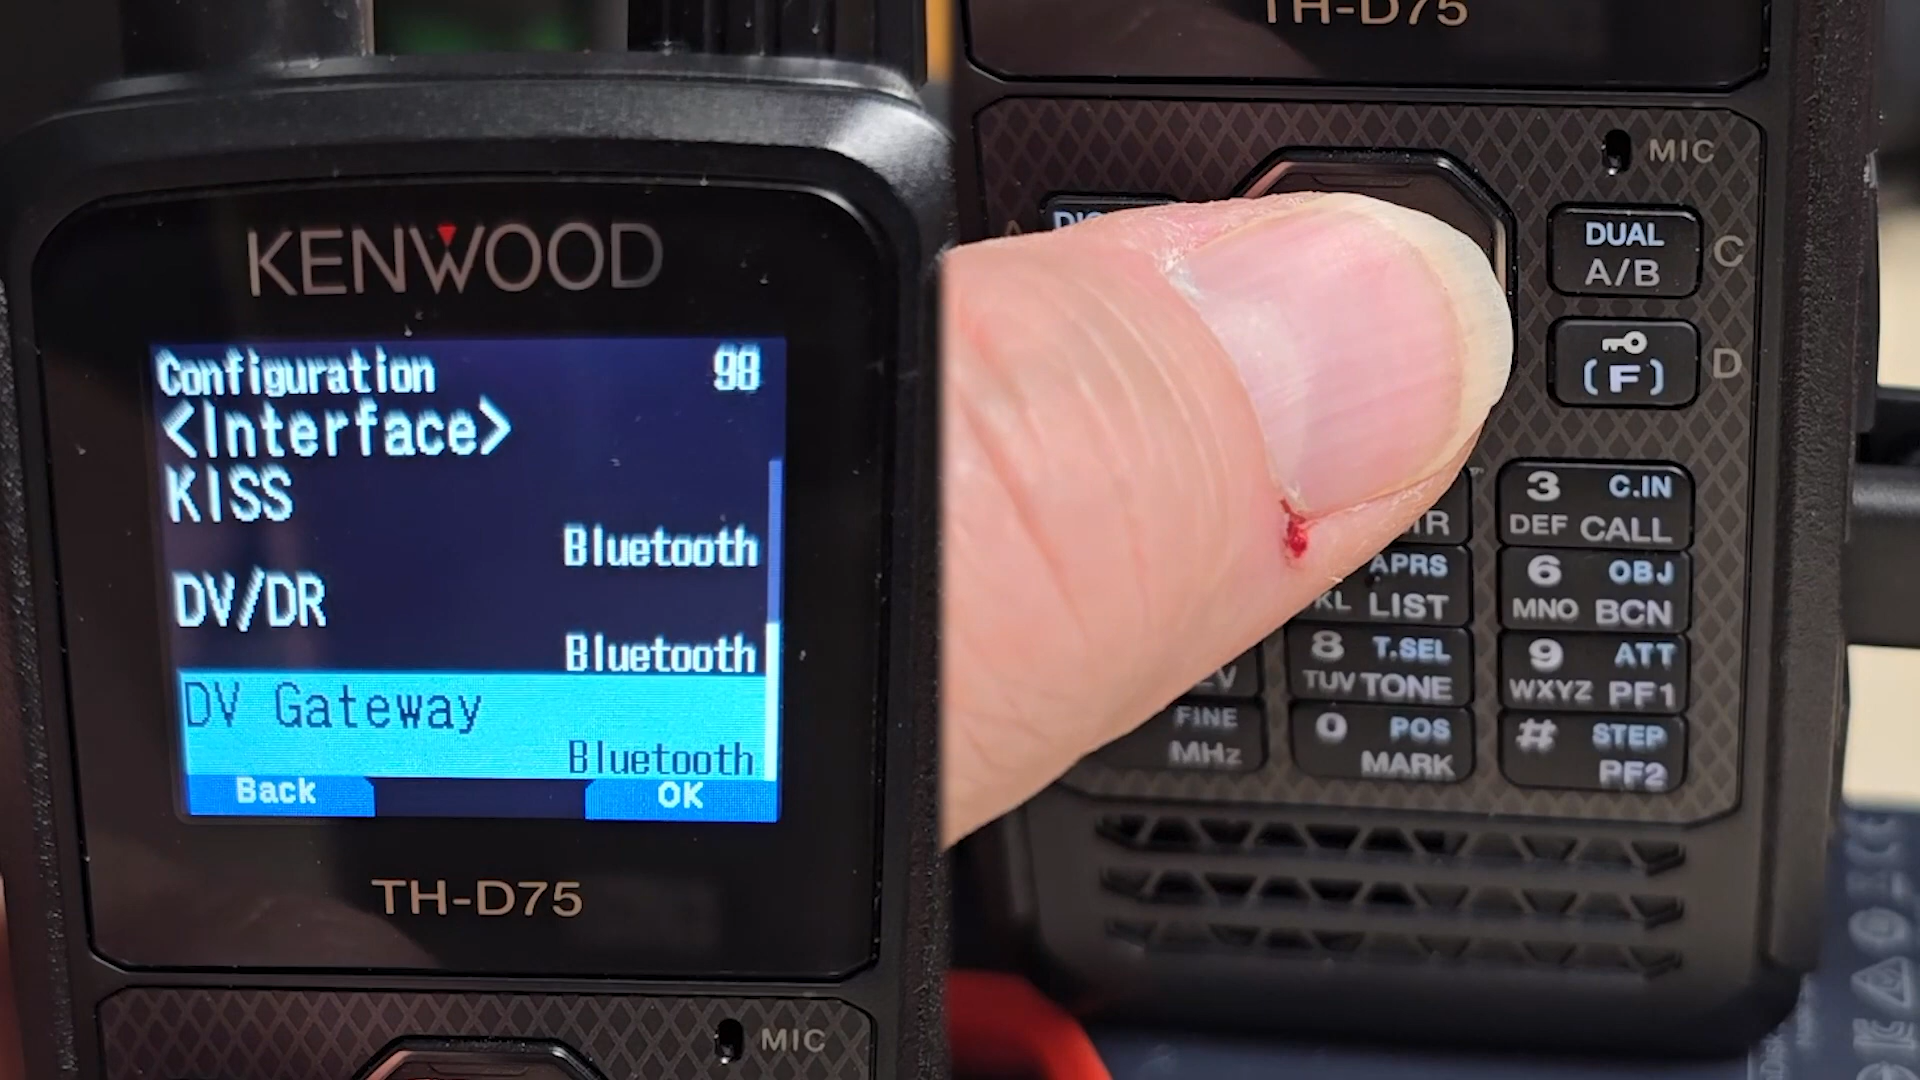 KENWOOD
Configuration 98
<Interface>
KISS
Bluetooth
DV/DR
Bluetooth
DV Gateway
Bluetooth
Back OK
TH-D75
MIC
TH-D75
MIC
A
DUAL
A/B C
(F) D
3 C.IN
DEF CALL
APRS
LIST
6 OBJ
MNO BCN
8 T.SEL
TUV TONE
9 ATT
WXYZ PF1
FINE
MHz
0 POS
MARK
# STEP
PF2